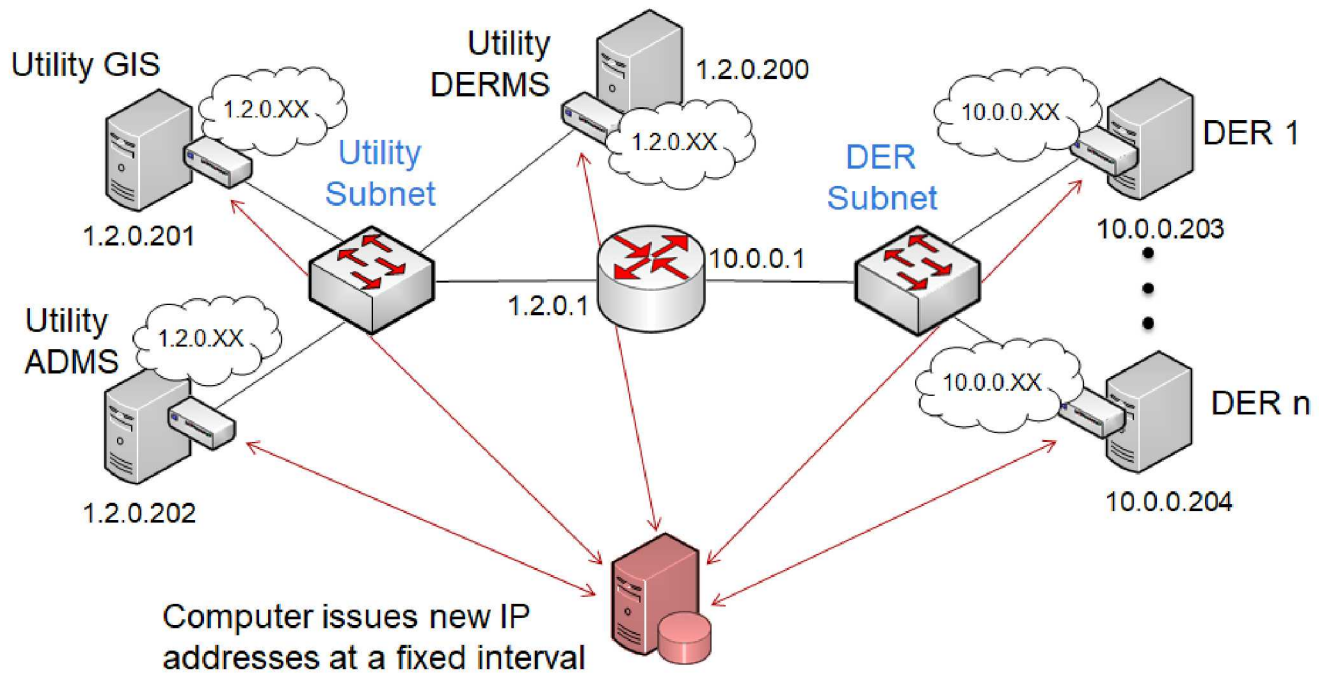 Utility GIS
1.2.0.XX
1.2.0.201
Utility
Subnet
Utility
DERMS
1.2.0.200
1.2.0.XX
DER
Subnet
10.0.0.XX
DER 1
10.0.0.203
10.0.0.1
1.2.0.1
Utility
ADMS
1.2.0.XX
1.2.0.202
10.0.0.XX
DER n
10.0.0.204
Computer issues new IP
addresses at a fixed interval